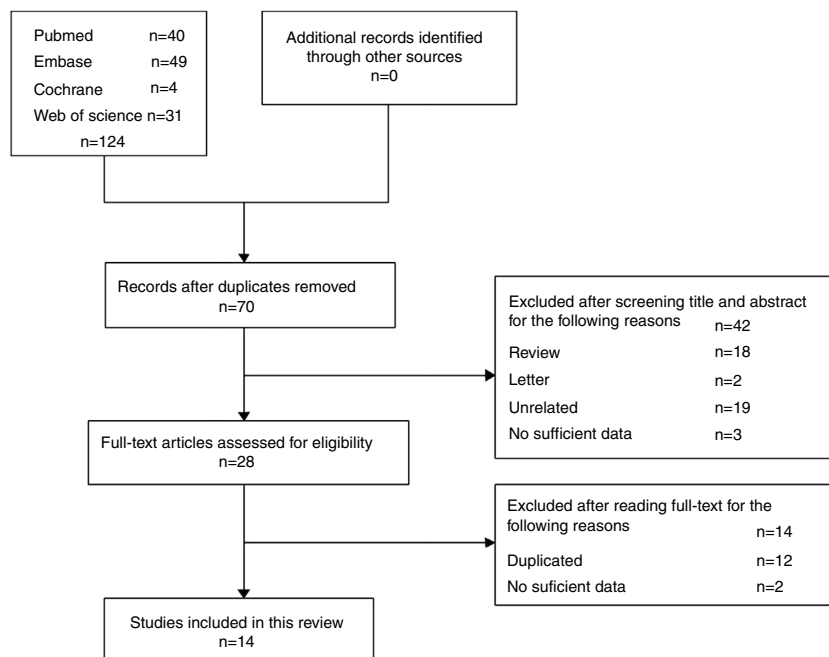 Pubmed n=40
Embase n=49
Cochrane n=4
Web of science n=31
n=124
Additional records identified
through other sources
n=0
Records after duplicates removed
n=70
Excluded after screening title and abstract
for the following reasons n=42
Review n=18
Letter n=2
Unrelated n=19
No sufficient data n=3
Full-text articles assessed for eligibility
n=28
Excluded after reading full-text for the
following reasons
n=14
Duplicated n=12
No suficient data n=2
Studies included in this review
n=14